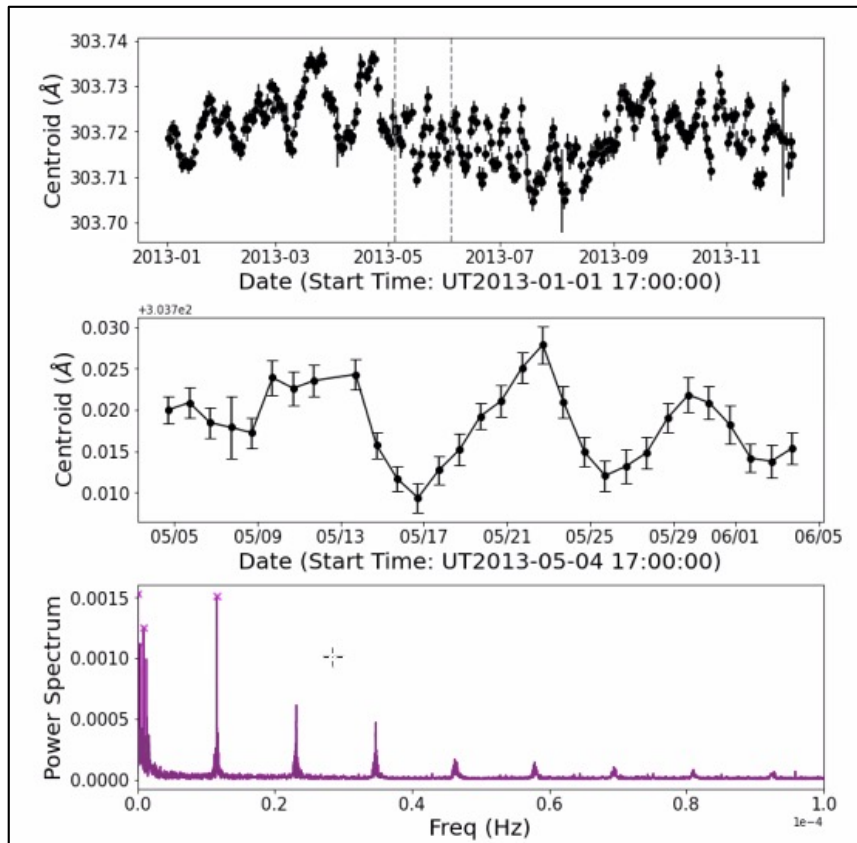 303.74
303.73
303.72
303.71
303.70
Centroid (Å)
2013-01 2013-03 2013-05 2013-07 2013-09 2013-11
Date (Start Time: UT2013-01-01 17:00:00)
+3.037e2
0.030
0.025
0.020
0.015
0.010
Centroid (Å)
05/05 05/09 05/13 05/17 05/21 05/25 05/29 06/01 06/05
Date (Start Time: UT2013-05-04 17:00:00)
0.0015
0.0010
0.0005
0.0000
Power Spectrum
0.0 0.2 0.4 0.6 0.8 1.0
1e-4
Freq (Hz)